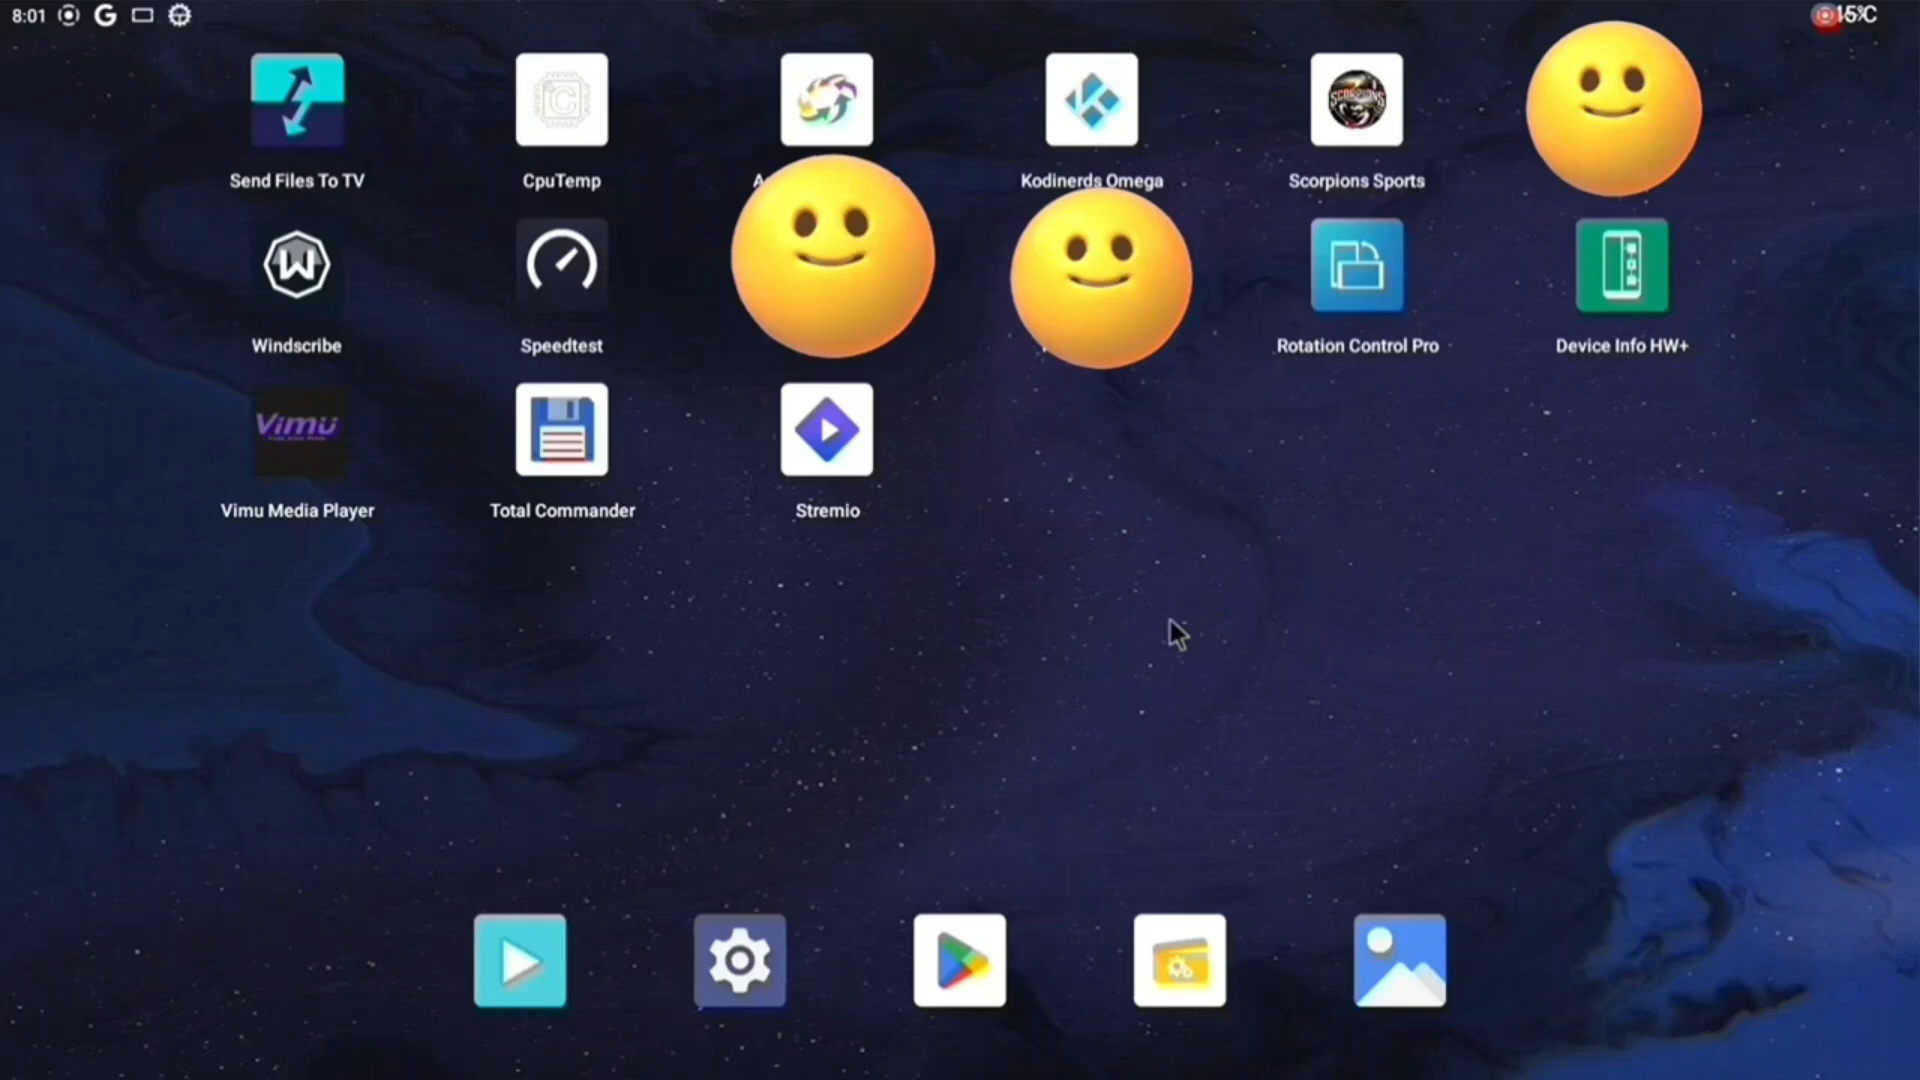 8:01
Send Files To TV
CpuTemp
Kodinerds Omega
SCORPIONS
Scorpions Sports
Windscribe
Speedtest
Rotation Control Pro
Device Info HW+
Vimu
Vimu Media Player
Total Commander
Stremio